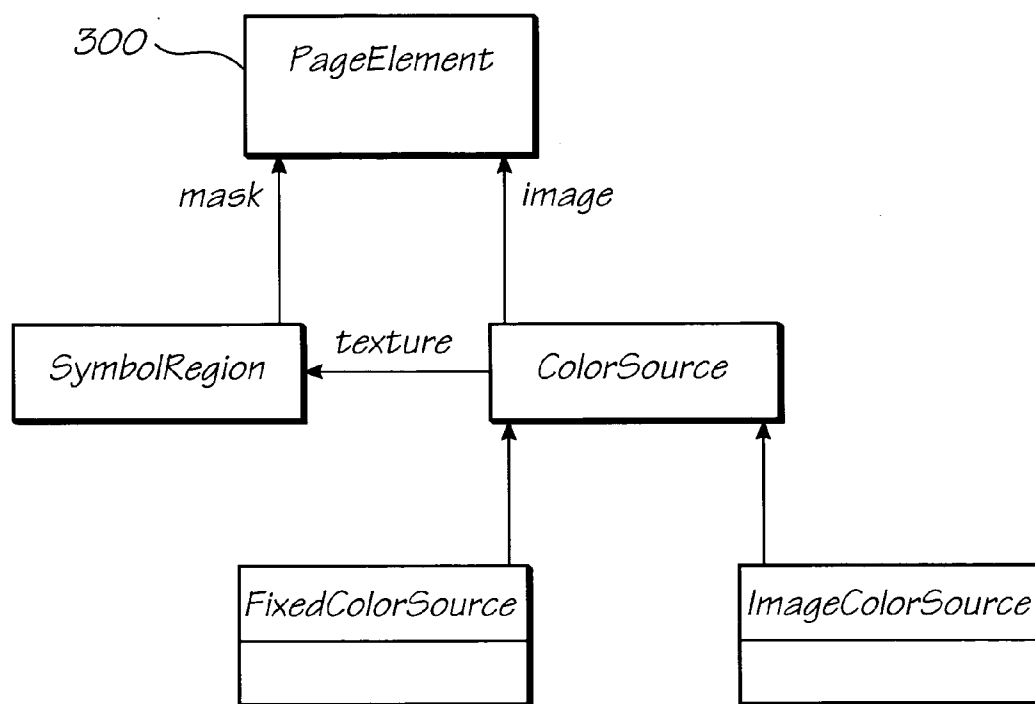 300
PageElement
mask
image
SymbolRegion
texture
ColorSource
FixedColorSource
ImageColorSource